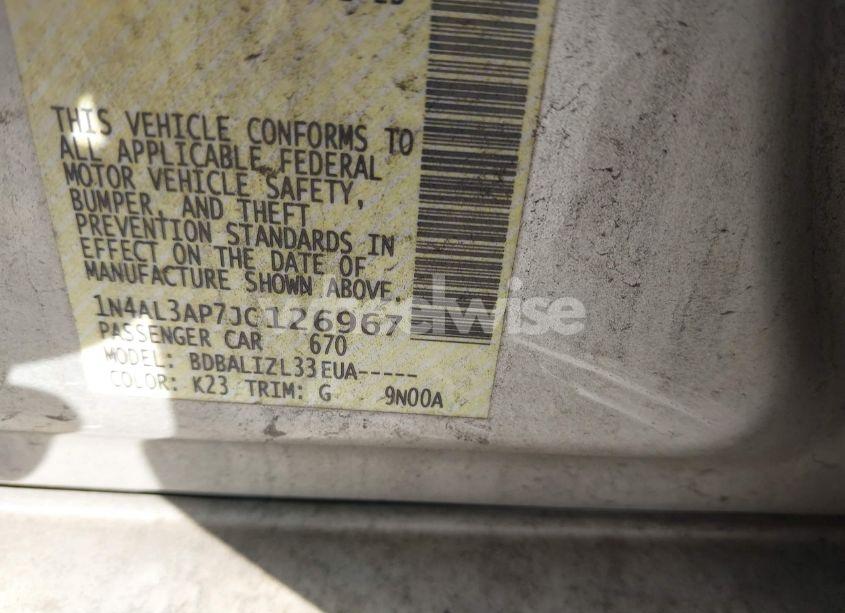 THIS VEHICLE CONFORMS TO
ALL APPLICABLE FEDERAL
MOTOR VEHICLE SAFETY,
BUMPER, AND THEFT
PREVENTION STANDARDS IN
EFFECT ON THE DATE OF
MANUFACTURE SHOWN ABOVE.
1N4AL3AP7JC126967
PASSENGER CAR 670
MODEL: BDBALIZL33EUA-----
COLOR: K23 TRIM: G 9N00A